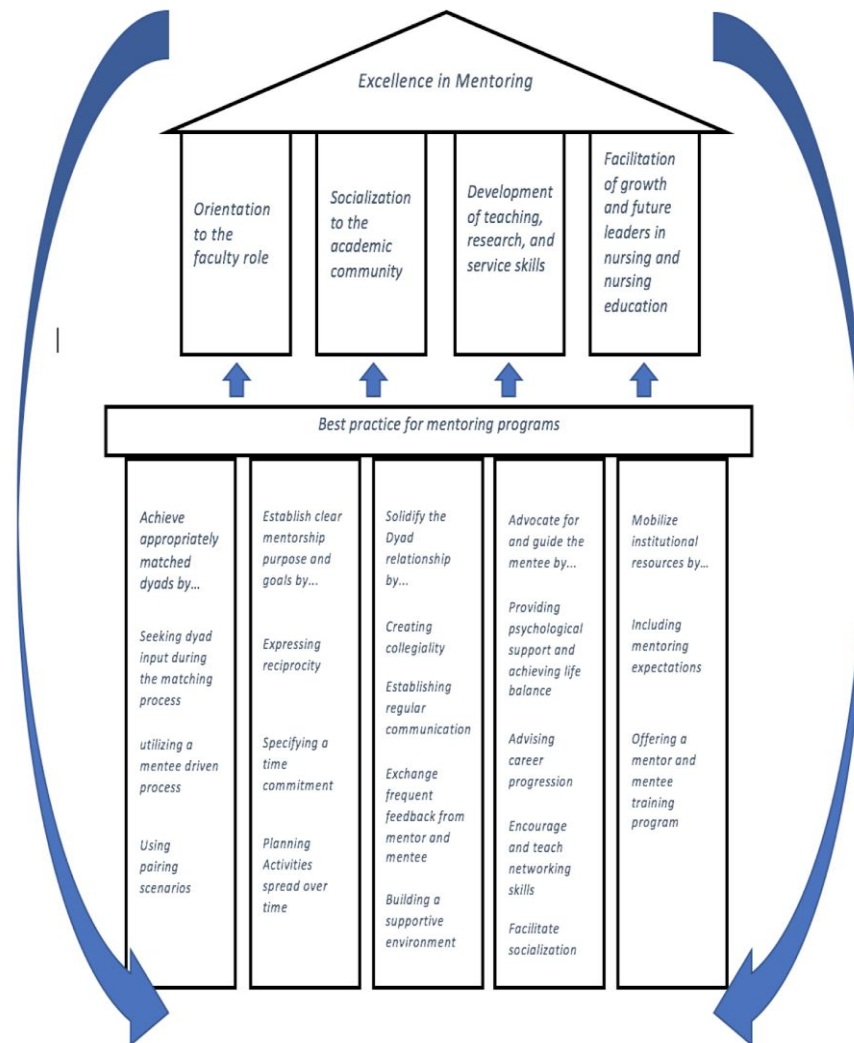 Excellence in Mentoring
Orientation
to the
faculty role
Socialization
to the
academic
community
Development
of teaching,
research, and
service skills
Facilitation
of growth
and future
leaders in
nursing and
nursing
education
Best practice for mentoring programs
Achieve
appropriately
matched
dyads by...
Seeking dyad
input during
the matching
process
utilizing a
mentee driven
process
Using
pairing
scenarios
Establish clear
mentorship
purpose and
goals by...
Expressing
reciprocity
Specifying a
time
commitment
Planning
Activities
spread over
time
Solidify the
Dyad
relationship
by...
Creating
collegiality
Establishing
regular
communication
Exchange
frequent
feedback from
mentor and
mentee
Building a
supportive
environment
Advocate for
and guide the
mentee by...
Providing
psychological
support and
achieving life
balance
Advising
career
progression
Encourage
and teach
networking
skills
Facilitate
socialization
Mobilize
institutional
resources by...
Including
mentoring
expectations
Offering a
mentor and
mentee
training
program